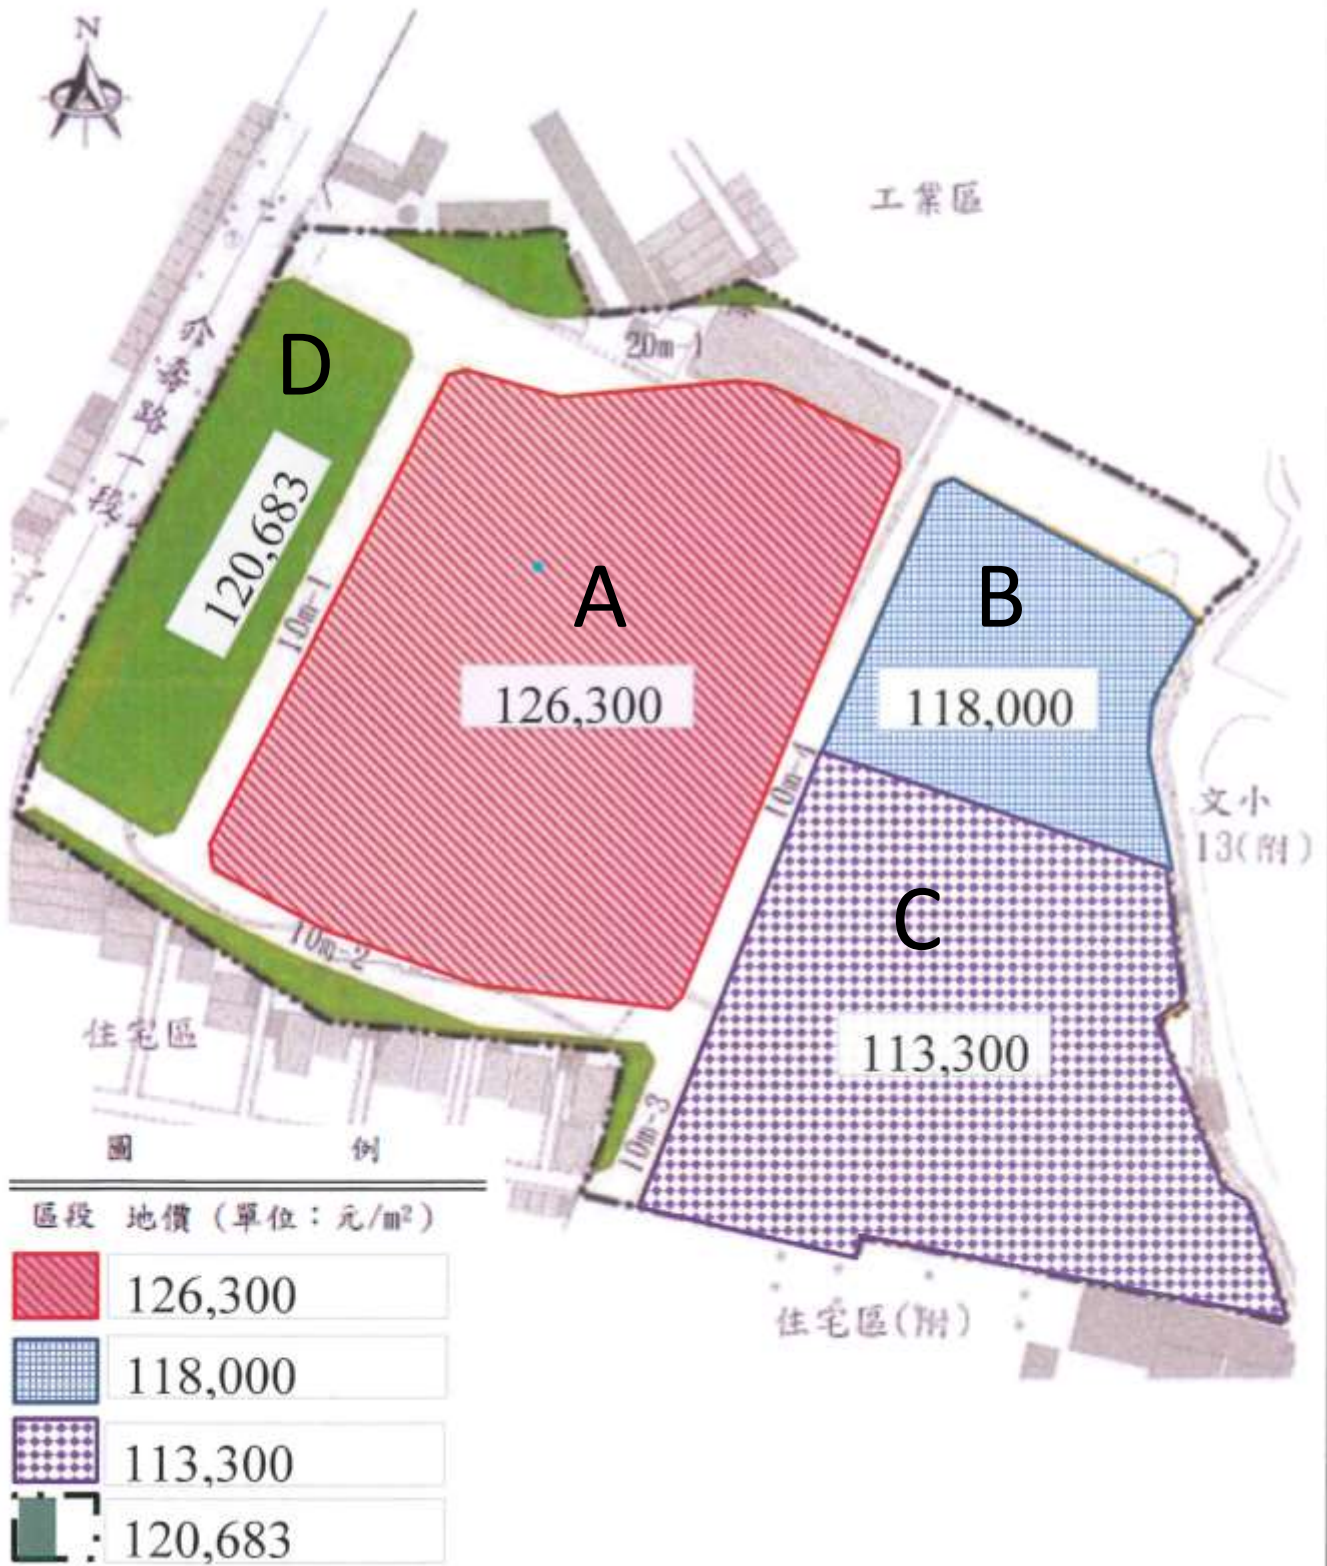 N
工業區
20m-1
D
路一段
120,683
10m-1
A
126,300
B
118,000
10m-4
文小
13(附)
C
113,300
10m-2
住宅區
10m-3
住宅區(附)
圖例
區段 地價 (單位：元/m²)
126,300
118,000
113,300
120,683